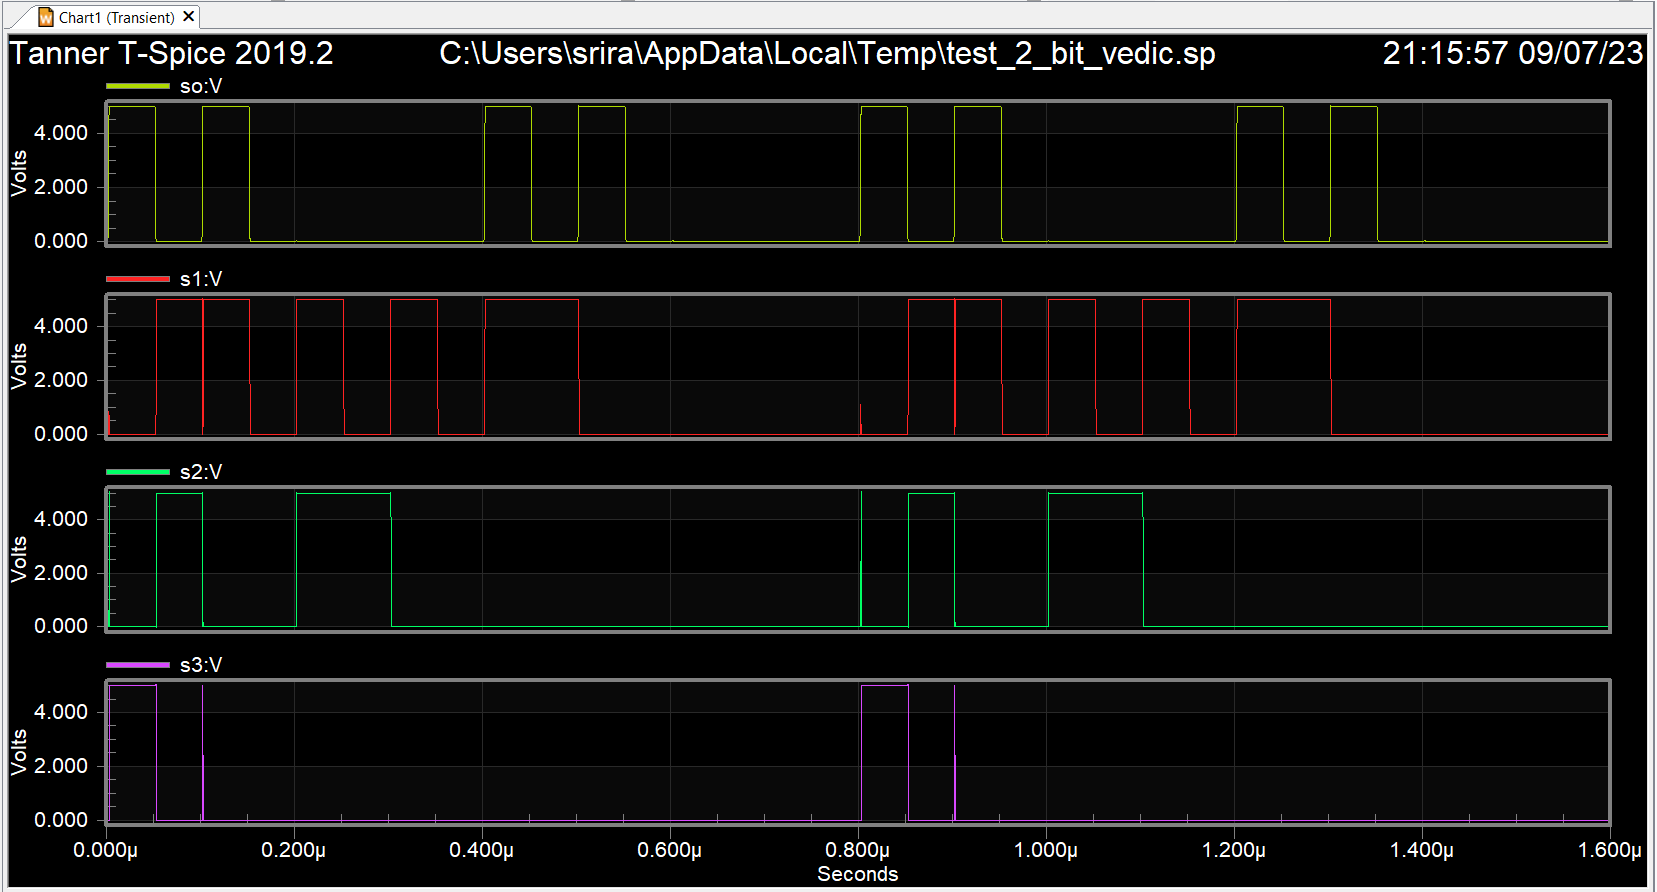 Chart1 (Transient)
Tanner T-Spice 2019.2 C:\Users\srira\AppData\Local\Temp\test_2_bit_vedic.sp 21:15:57 09/07/23
so:V
4.000
2.000
0.000
Volts
s1:V
4.000
2.000
0.000
Volts
s2:V
4.000
2.000
0.000
Volts
s3:V
4.000
2.000
0.000
Volts
0.000µ 0.200µ 0.400µ 0.600µ 0.800µ 1.000µ 1.200µ 1.400µ 1.600µ
Seconds